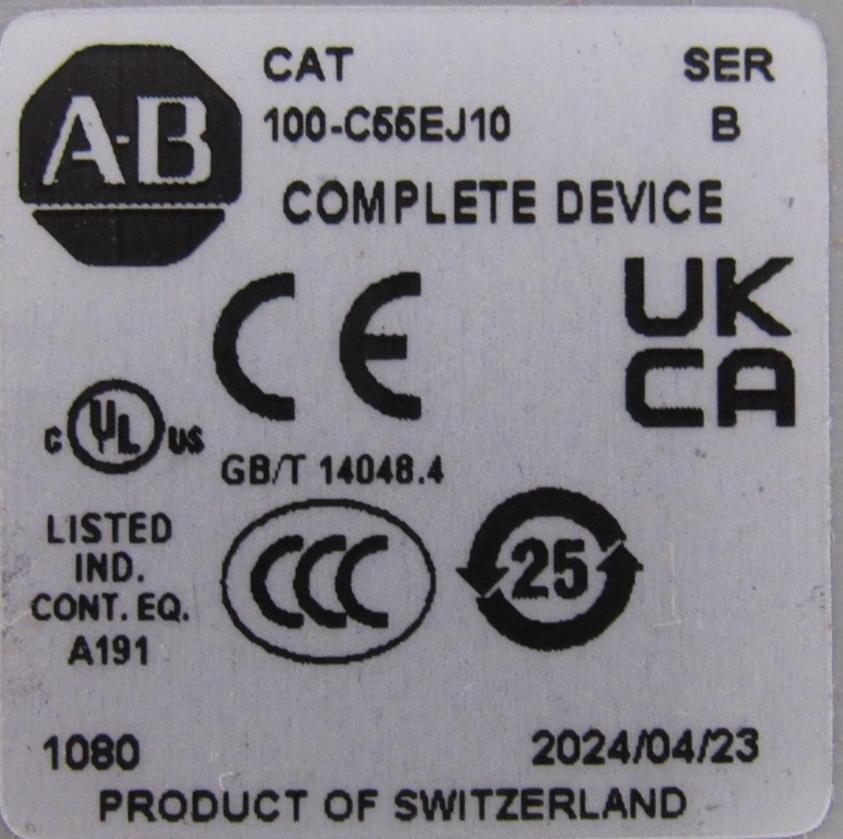 A-B
CAT SER
100-C55EJ10 B
COMPLETE DEVICE
CE
UK
CA
C UL US
GB/T 14048.4
LISTED
IND.
CONT. EQ.
A191
CCC
25
1080 2024/04/23
PRODUCT OF SWITZERLAND